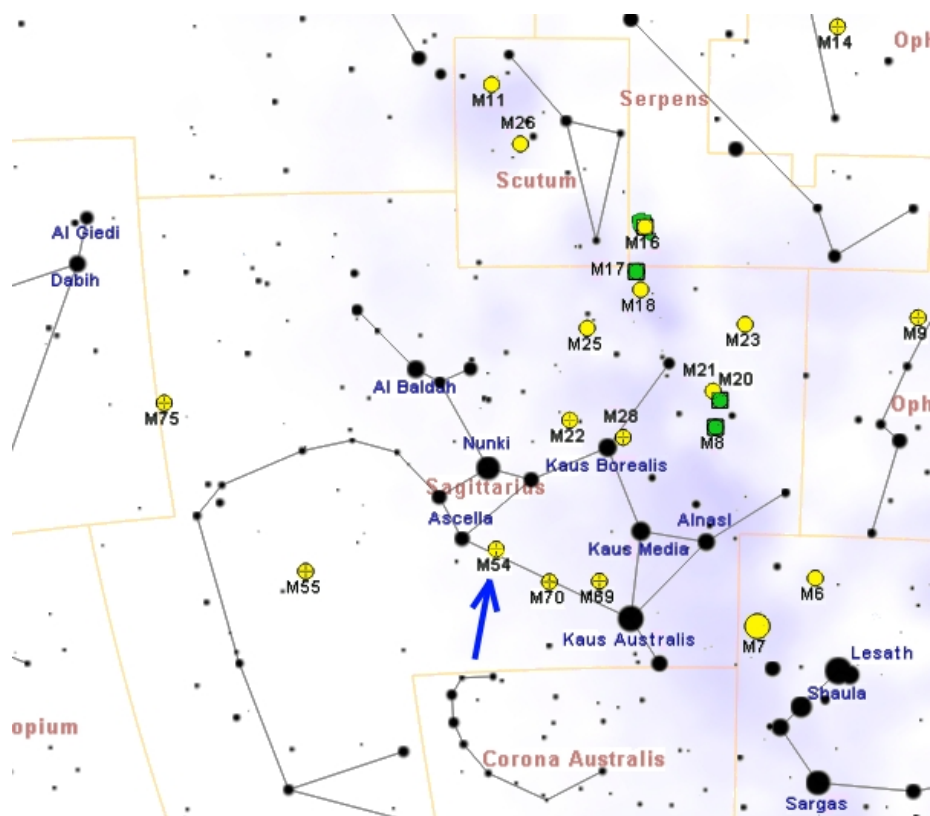 M14
Oph
M11
Serpens
M26
Scutum
Al Giedi
M16
Dabih
M17
M18
M25
M23
M9
M21
M20
Al Baldah
Oph
M75
M22
M28
M8
Nunki
Kaus Borealis
Sagittarius
Ascella
Alnasl
Kaus Media
M54
M55
M70
M69
M6
Kaus Australis
M7
Lesath
Shaula
opium
Corona Australis
Sargas